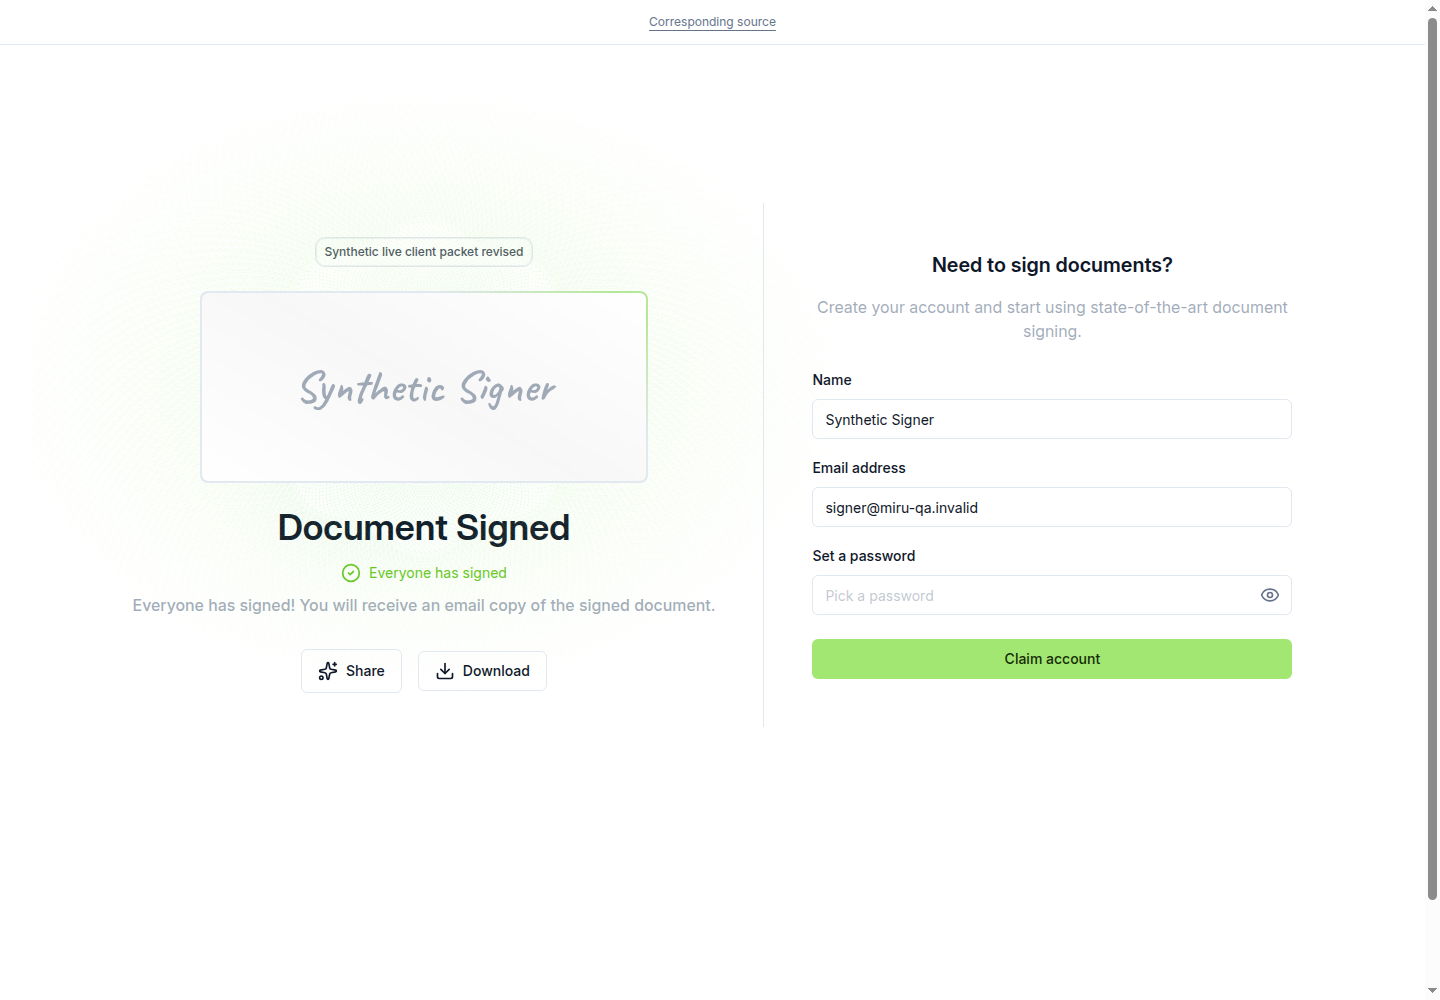 Corresponding source
Synthetic live client packet revised
Synthetic Signer
Document Signed
Everyone has signed
Everyone has signed! You will receive an email copy of the signed document.
Share
Download
Need to sign documents?
Create your account and start using state-of-the-art document
signing.
Name
Synthetic Signer
Email address
signer@miru-qa.invalid
Set a password
Pick a password
Claim account